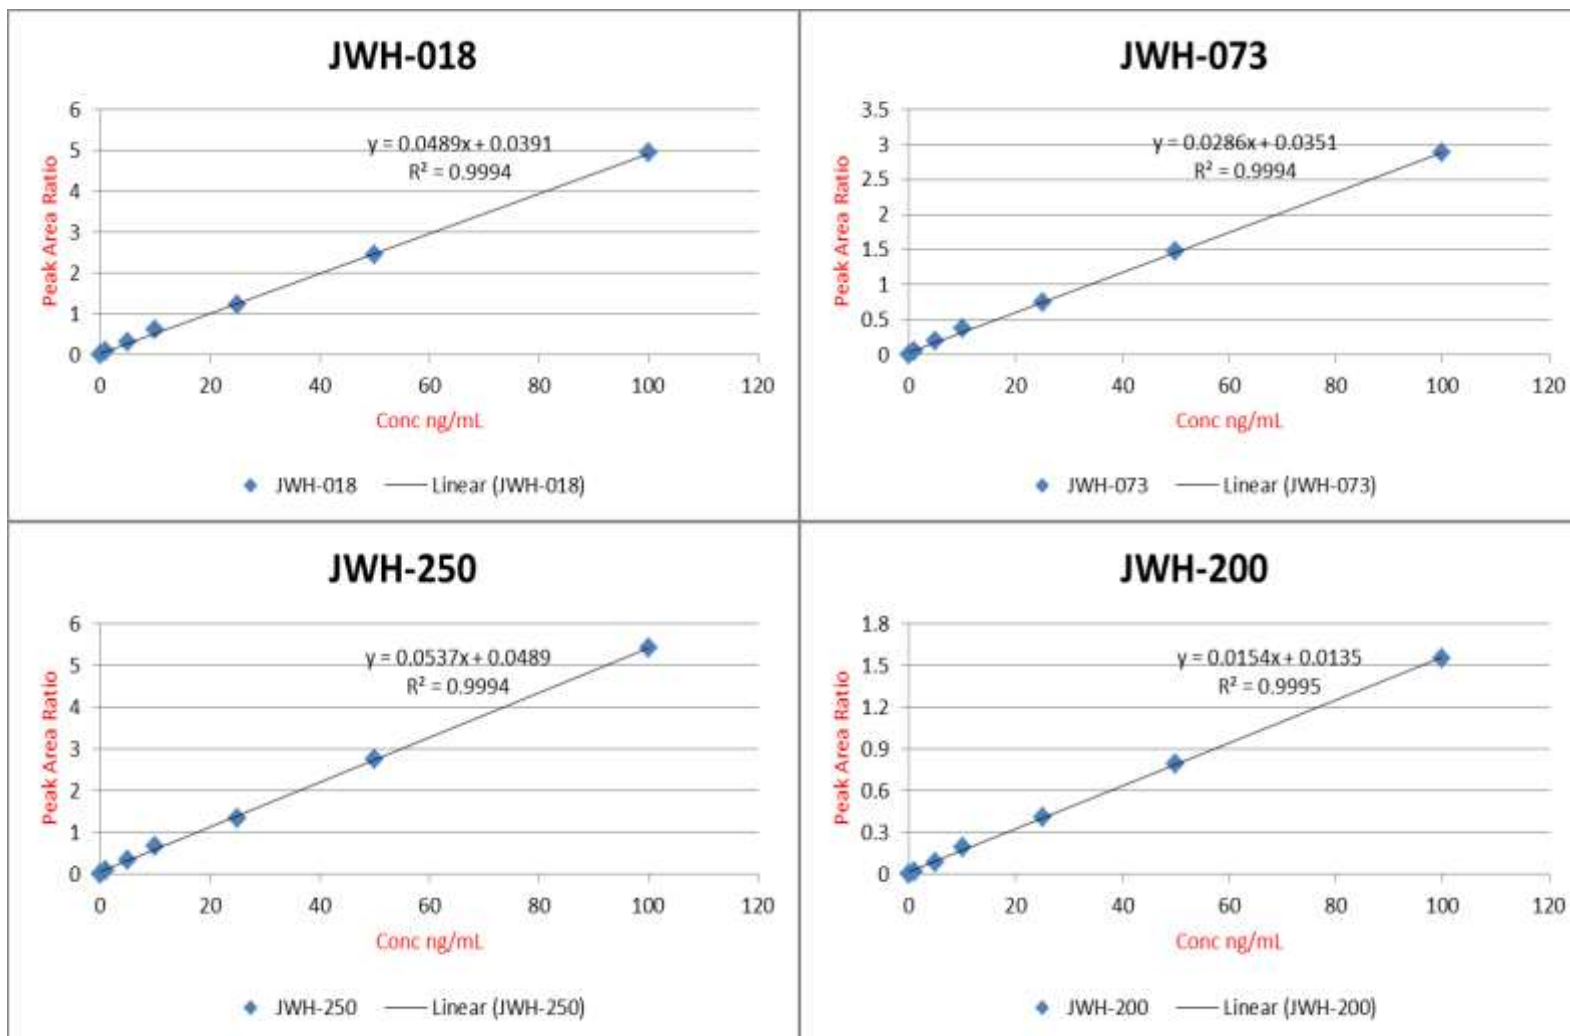 JWH-018
6
5
4
3
2
1
0
Peak Area Ratio
y = 0.0489x + 0.0391
R² = 0.9994
0 20 40 60 80 100 120
Conc ng/mL
JWH-018 Linear (JWH-018)
JWH-073
3.5
3
2.5
2
1.5
1
0.5
0
Peak Area Ratio
y = 0.0286x + 0.0351
R² = 0.9994
0 20 40 60 80 100 120
Conc ng/mL
JWH-073 Linear (JWH-073)
JWH-250
6
5
4
3
2
1
0
Peak Area Ratio
y = 0.0537x + 0.0489
R² = 0.9994
0 20 40 60 80 100 120
Conc ng/mL
JWH-250 Linear (JWH-250)
JWH-200
1.8
1.5
1.2
0.9
0.6
0.3
0
Peak Area Ratio
y = 0.0154x + 0.0135
R² = 0.9995
0 20 40 60 80 100 120
Conc ng/mL
JWH-200 Linear (JWH-200)